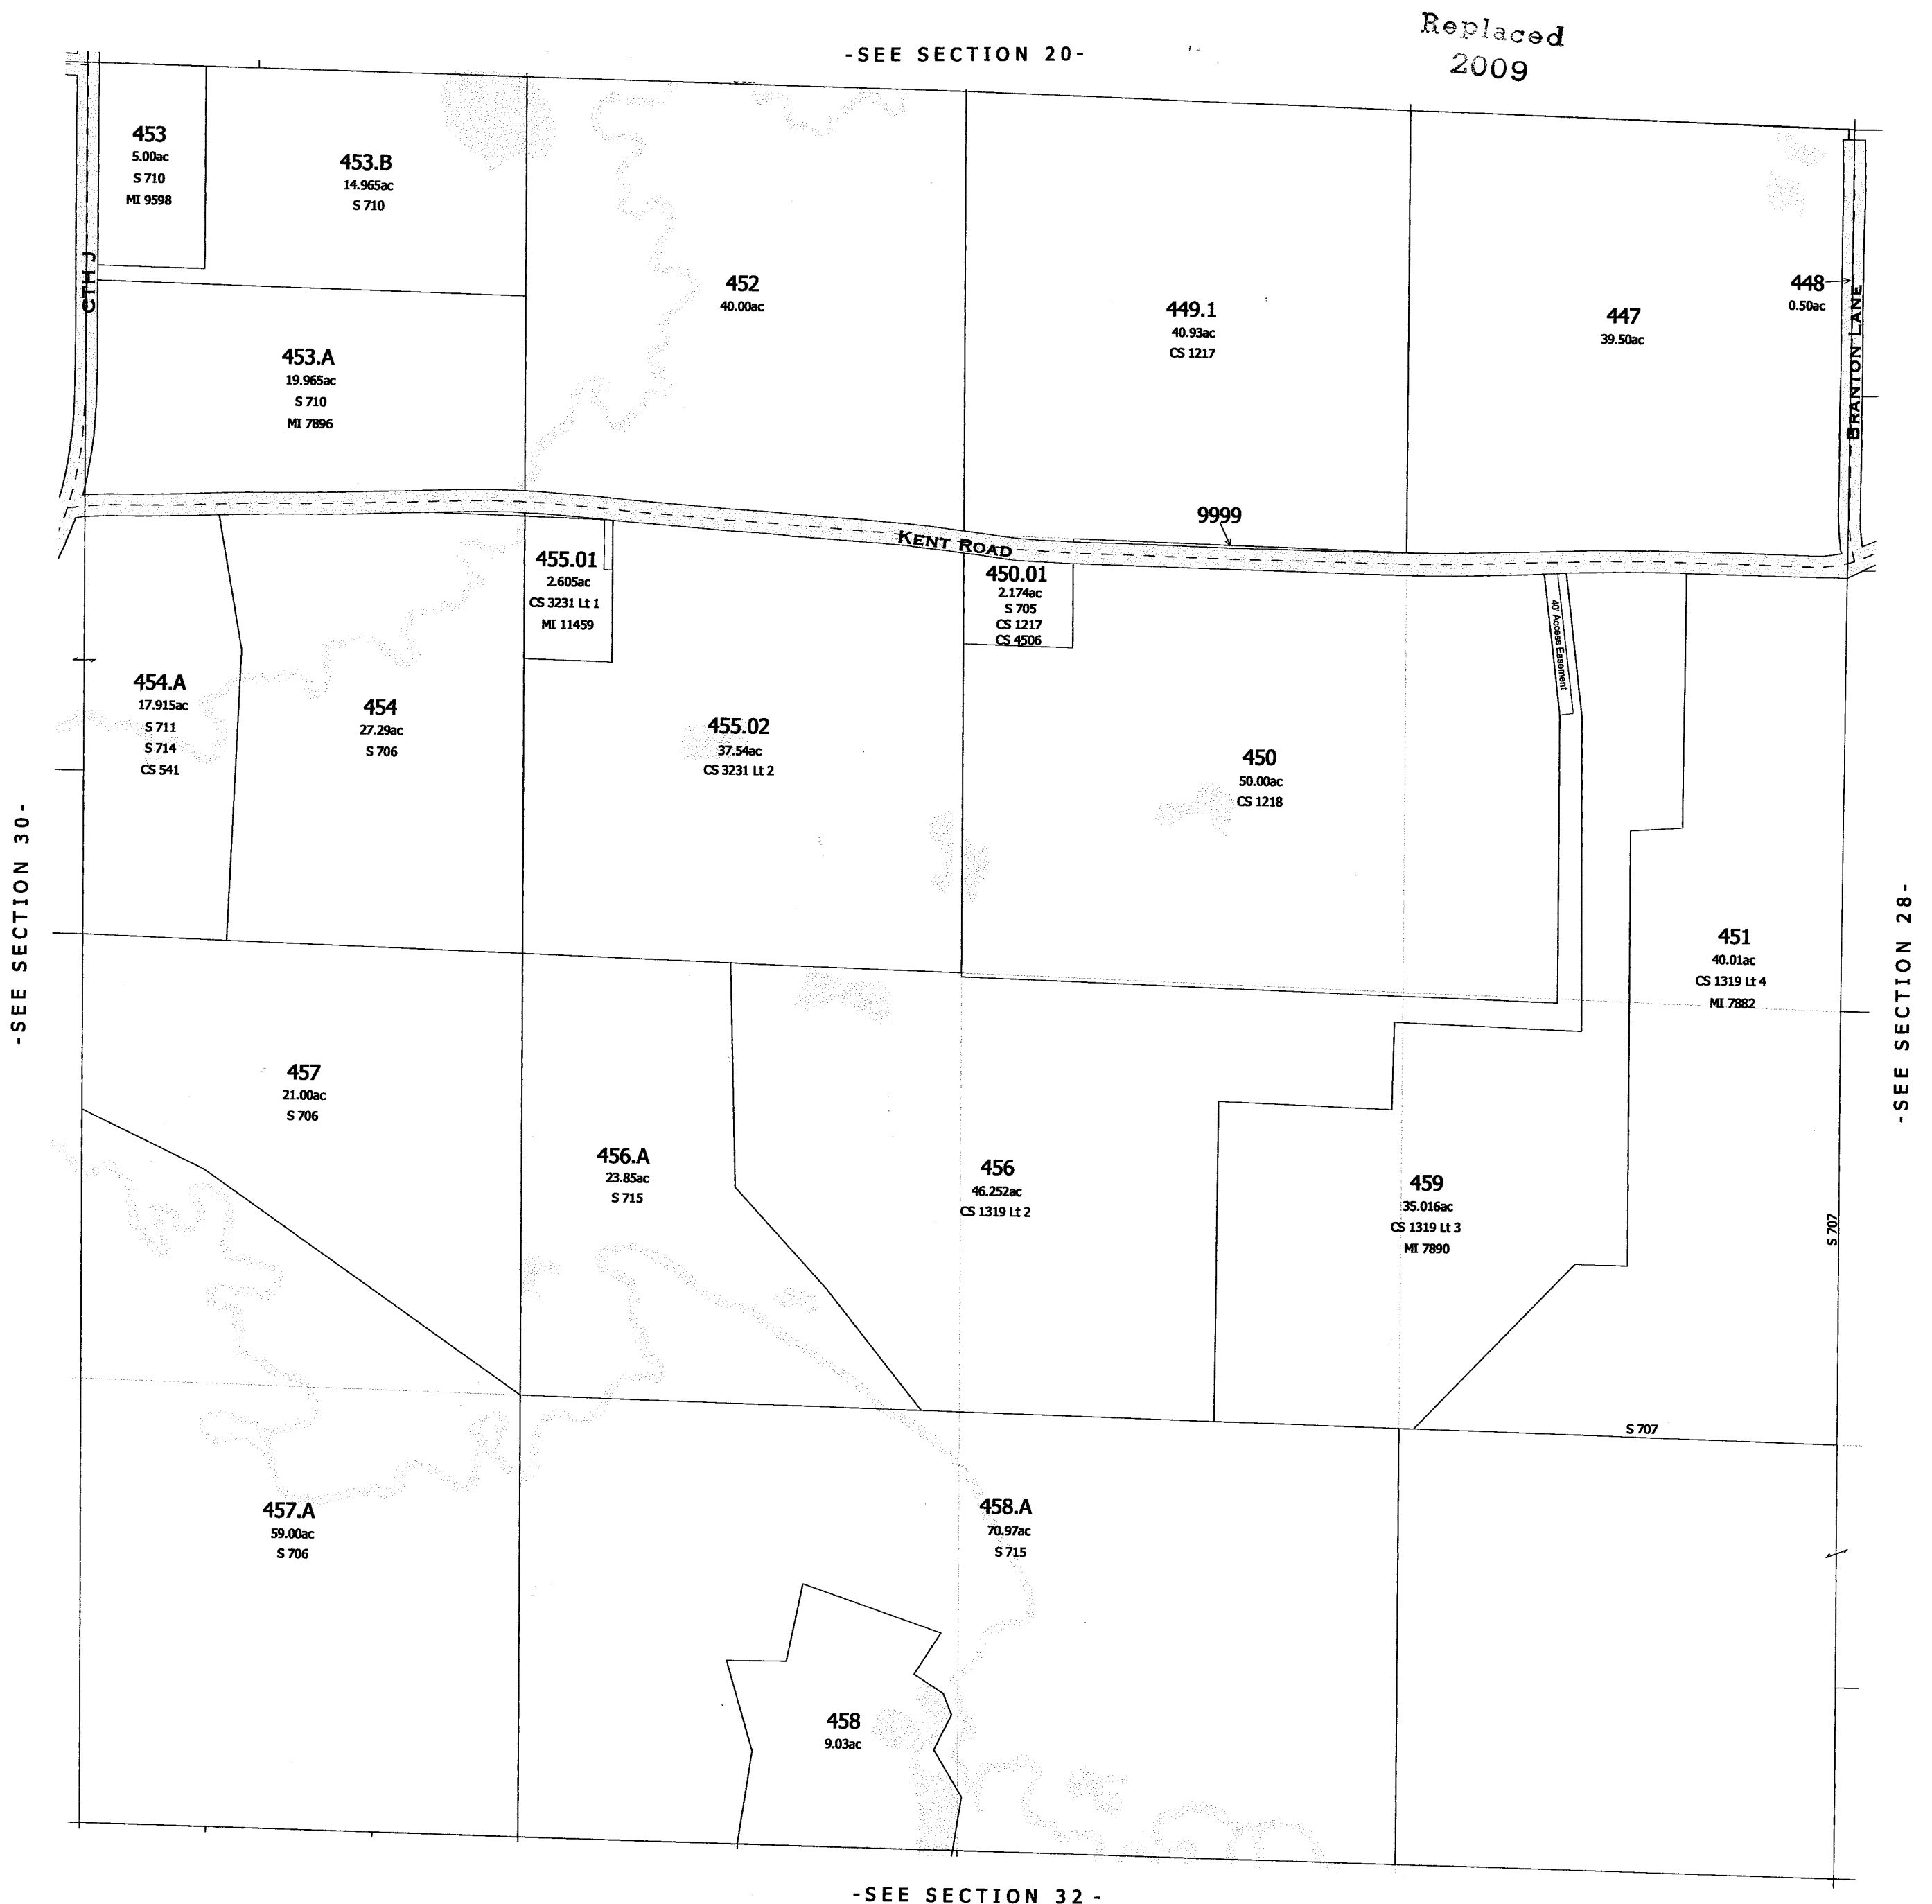 Replaced
2009
-SEE SECTION 20-
453
5.00ac
S 710
MI 9598
453.B
14.965ac
S 710
CTH J
453.A
19.965ac
S 710
MI 7896
452
40.00ac
449.1
40.93ac
CS 1217
447
39.50ac
448
0.50ac
BRANTON LANE
9999
KENT ROAD
455.01
2.605ac
CS 3231 Lt 1
MI 11459
450.01
2.174ac
S 705
CS 1217
CS 4506
40' Access Easement
454.A
17.915ac
S 711
S 714
CS 541
454
27.29ac
S 706
455.02
37.54ac
CS 3231 Lt 2
450
50.00ac
CS 1218
-SEE SECTION 30-
-SEE SECTION 28-
451
40.01ac
CS 1319 Lt 4
MI 7882
457
21.00ac
S 706
456.A
23.85ac
S 715
456
46.252ac
CS 1319 Lt 2
459
35.016ac
CS 1319 Lt 3
MI 7890
S 707
S 707
457.A
59.00ac
S 706
458.A
70.97ac
S 715
458
9.03ac
-SEE SECTION 32 -